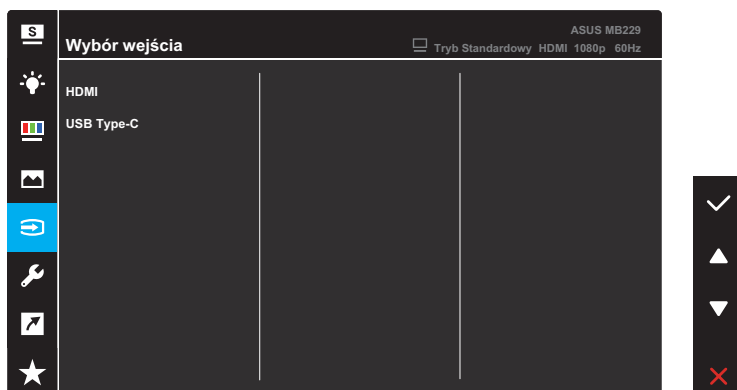 S
ASUS MB229
Wybór wejścia
Tryb Standardowy HDMI 1080p 60Hz
HDMI
USB Type-C